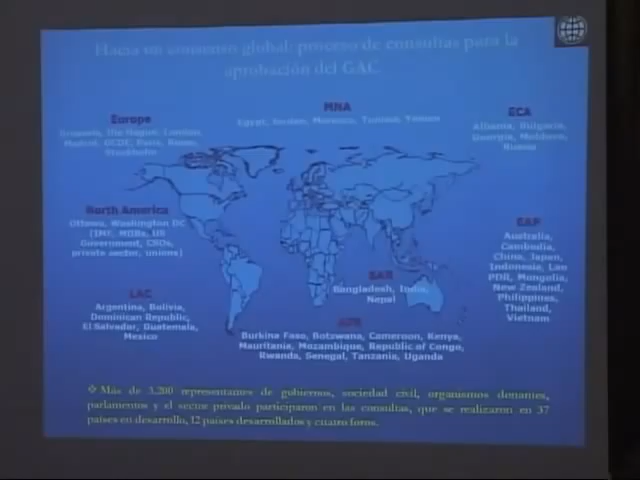 Hacia un consenso global: proceso de consultas para la
aprobación del GAC
MNA
Egypt, Jordan, Morocco, Tunisia, Yemen
Europe
Brussels, The Hague, London,
Madrid, OCDC, Paris, Rome,
Stockholm
ECA
Albania, Bulgaria,
Georgia, Moldova,
Russia
North America
Ottawa, Washington DC
(IMF, MDBs, US
Government, CSOs,
private sector, unions)
EAP
Australia,
Cambodia,
China, Japan,
Indonesia, Lao
PDR, Mongolia,
New Zealand,
Philippines,
Thailand,
Vietnam
LAC
Argentina, Bolivia,
Dominican Republic,
El Salvador, Guatemala,
Mexico
SAR
Bangladesh, India,
Nepal
AFR
Burkina Faso, Botswana, Cameroon, Kenya,
Mauritania, Mozambique, Republic of Congo,
Rwanda, Senegal, Tanzania, Uganda
❖ Más de 3.200 representantes de gobiernos, sociedad civil, organismos donantes,
parlamentos y el sector privado participaron en las consultas, que se realizaron en 37
países en desarrollo, 12 países desarrollados y cuatro foros.